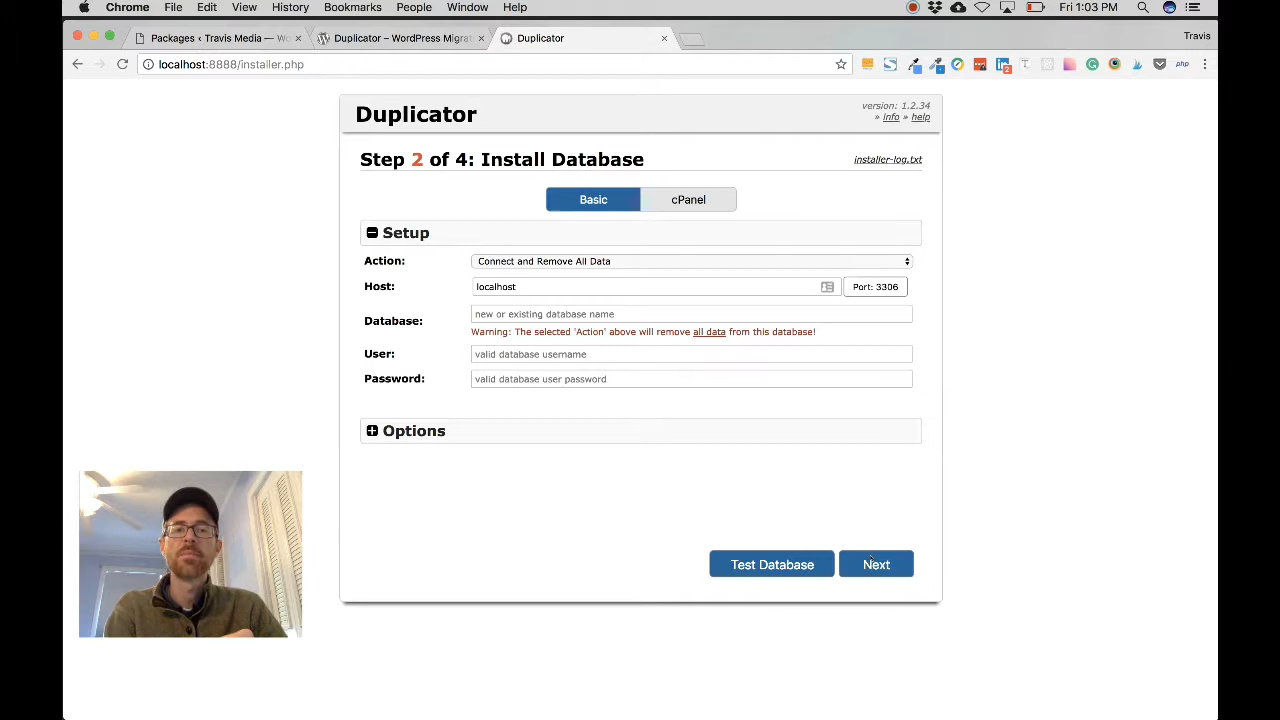 Chrome File Edit View History Bookmarks People Window Help Fri 1:03 PM
Packages ‹ Travis Media — Wo Duplicator – WordPress Migrat Duplicator Travis
localhost:8888/installer.php php
Duplicator
version: 1.2.34
» info » help
Step 2 of 4: Install Database
installer-log.txt
Basic cPanel
Setup
Action: Connect and Remove All Data
Host: localhost Port: 3306
Database: new or existing database name
Warning: The selected 'Action' above will remove all data from this database!
User: valid database username
Password: valid database user password
Options
Test Database Next